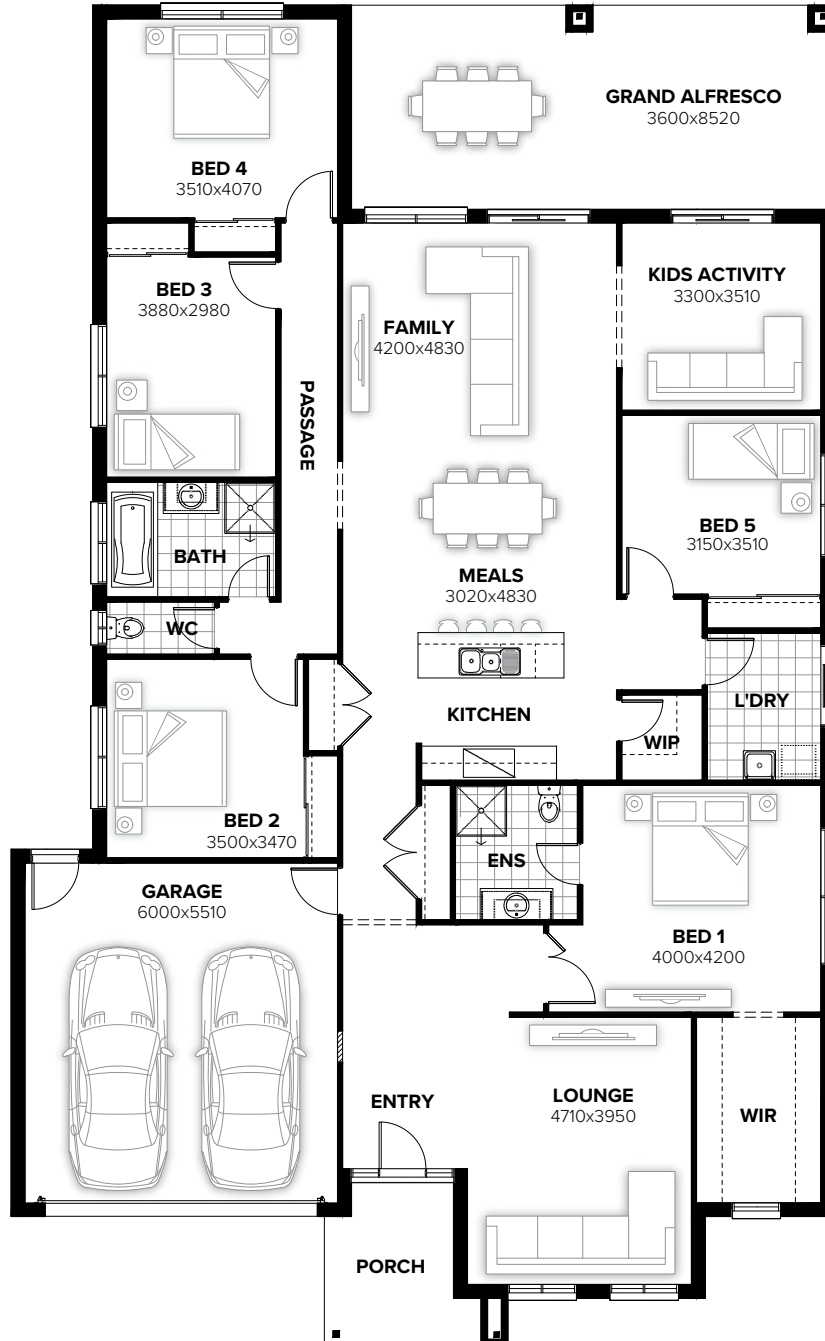 GRAND ALFRESCO
3600x8520
BED 4
3510x4070
BED 3
3880x2980
FAMILY
4200x4830
KIDS ACTIVITY
3300x3510
PASSAGE
BED 5
3150x3510
BATH
MEALS
3020x4830
WC
KITCHEN
WIP
L'DRY
BED 2
3500x3470
ENS
GARAGE
6000x5510
BED 1
4000x4200
ENTRY
LOUNGE
4710x3950
WIR
PORCH